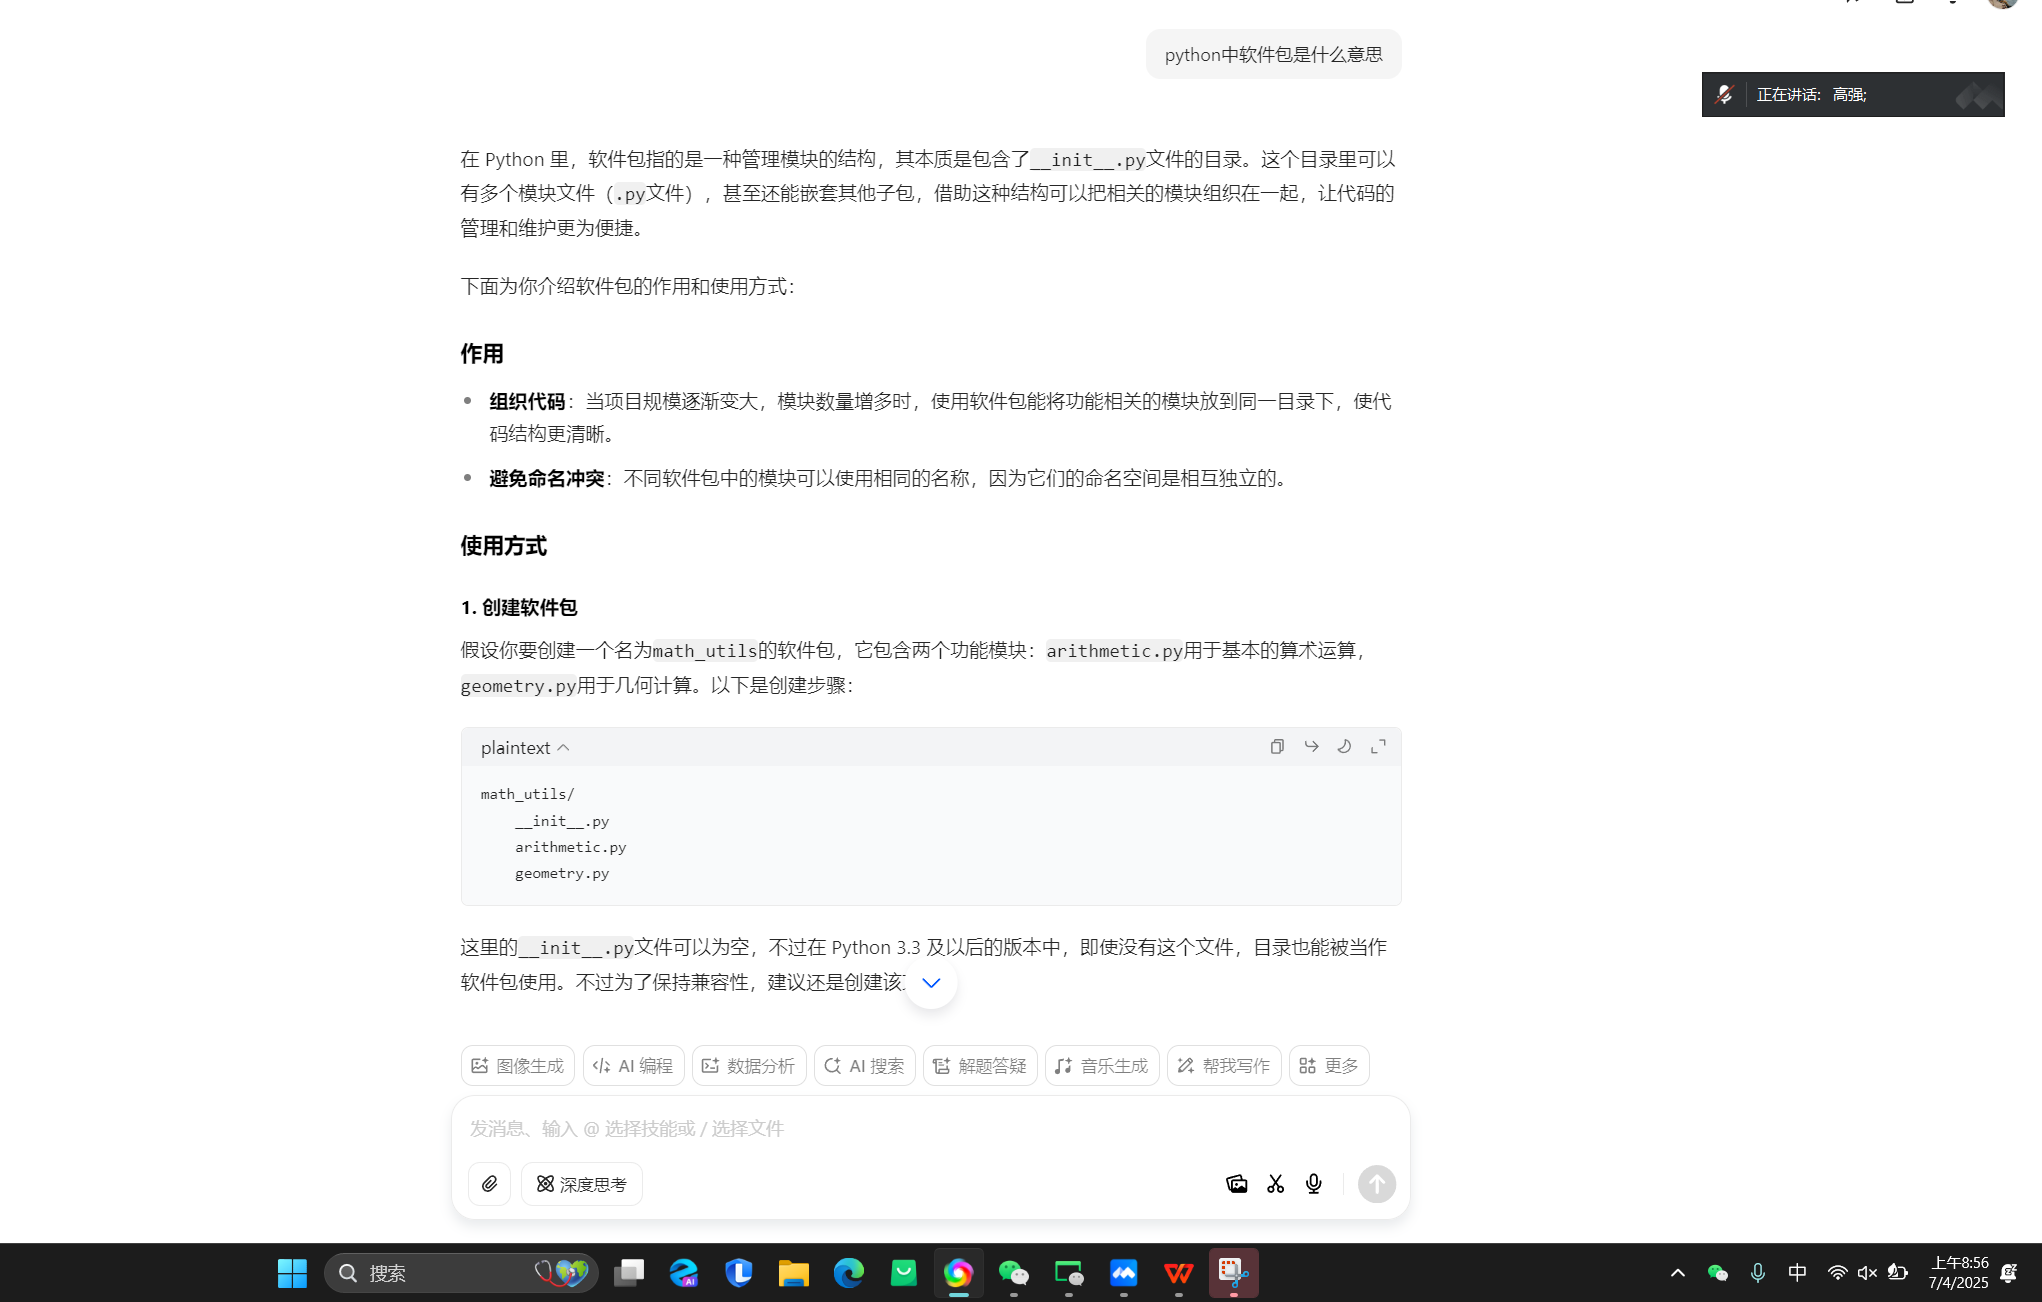 python中软件包是什么意思
正在讲话: 高强;
在 Python 里，软件包指的是一种管理模块的结构，其本质是包含了__init__.py文件的目录。这个目录里可以
有多个模块文件（.py文件），甚至还能嵌套其他子包，借助这种结构可以把相关的模块组织在一起，让代码的
管理和维护更为便捷。
下面为你介绍软件包的作用和使用方式：
作用
• 组织代码：当项目规模逐渐变大，模块数量增多时，使用软件包能将功能相关的模块放到同一目录下，使代
码结构更清晰。
• 避免命名冲突：不同软件包中的模块可以使用相同的名称，因为它们的命名空间是相互独立的。
使用方式
1. 创建软件包
假设你要创建一个名为math_utils的软件包，它包含两个功能模块：arithmetic.py用于基本的算术运算，
geometry.py用于几何计算。以下是创建步骤：
plaintext
math_utils/
__init__.py
arithmetic.py
geometry.py
这里的__init__.py文件可以为空，不过在 Python 3.3 及以后的版本中，即使没有这个文件，目录也能被当作
软件包使用。不过为了保持兼容性，建议还是创建该
图像生成 AI 编程 数据分析 AI 搜索 解题答疑 音乐生成 帮我写作 更多
发消息、输入 @ 选择技能或 / 选择文件
深度思考
搜索
中
上午8:56
7/4/2025